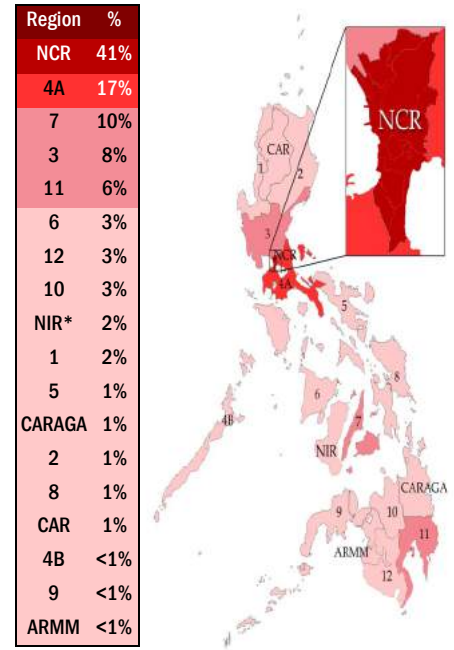 Region %
NCR 41%
4A 17%
7 10%
3 8%
11 6%
6 3%
12 3%
10 3%
NIR* 2%
1 2%
5 1%
CARAGA 1%
2 1%
8 1%
CAR 1%
4B <1%
9 <1%
ARMM <1%
NCR
CAR
1
2
3
NCR
4A
5
8
6
7
4B
NIR
CARAGA
9
10
11
ARMM
12